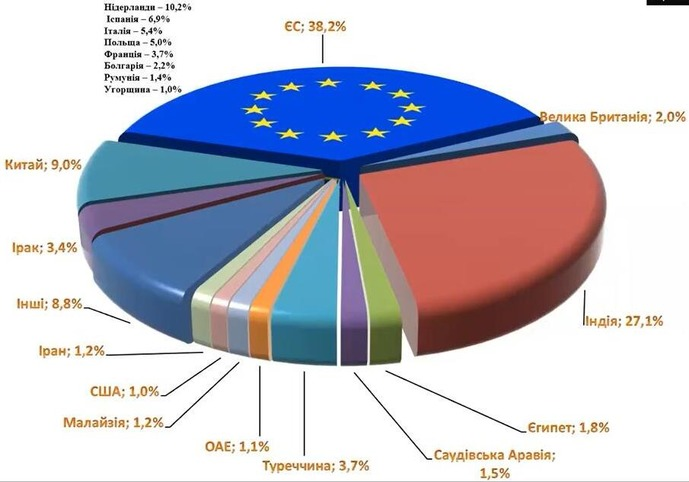 Нідерланди – 10,2%
Іспанія – 6,9%
Італія – 5,4%
Польща – 5,0%
Франція – 3,7%
Болгарія – 2,2%
Румунія – 1,4%
Угорщина – 1,0%
ЄС; 38,2%
Велика Британія; 2,0%
Китай; 9,0%
Ірак; 3,4%
Інші; 8,8%
Індія; 27,1%
Іран; 1,2%
США; 1,0%
Малайзія; 1,2%
ОАЕ; 1,1%
Туреччина; 3,7%
Єгипет; 1,8%
Саудівська Аравія;
1,5%